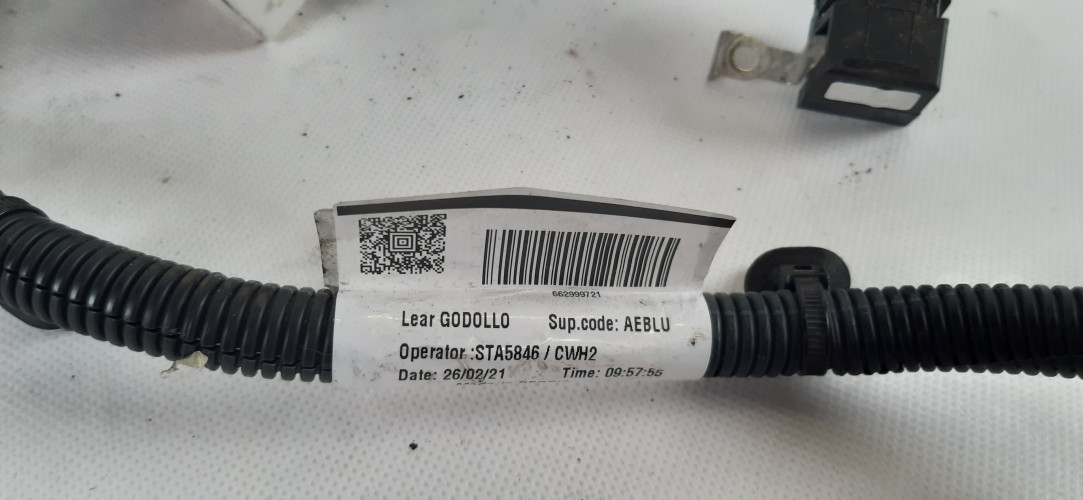 662999721
Lear GODOLLO Sup.code: AEBLU
Operator :STA5846 / CWH2
Date: 26/02/21 Time: 09:57:55